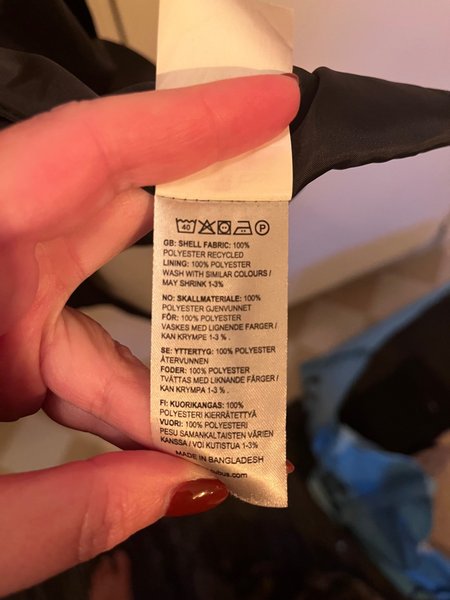 40 P
GB: SHELL FABRIC: 100%
POLYESTER RECYCLED
LINING: 100% POLYESTER
WASH WITH SIMILAR COLOURS /
MAY SHRINK 1-3%
NO: SKALLMATERIALE: 100%
POLYESTER GJENVUNNET
FÔR: 100% POLYESTER
VASKES MED LIGNENDE FARGER /
KAN KRYMPE 1-3 % .
SE: YTTERTYG: 100% POLYESTER
ÅTERVUNNEN
FODER: 100% POLYESTER
TVÄTTAS MED LIKNANDE FÄRGER /
KAN KRYMPA 1-3 % .
FI: KUORIKANGAS: 100%
POLYESTERI KIERRÄTETTYÄ
VUORI: 100% POLYESTERI
PESU SAMANKALTAISTEN VÄRIEN
KANSSA / VOI KUTISTUA 1-3%
MADE IN BANGLADESH